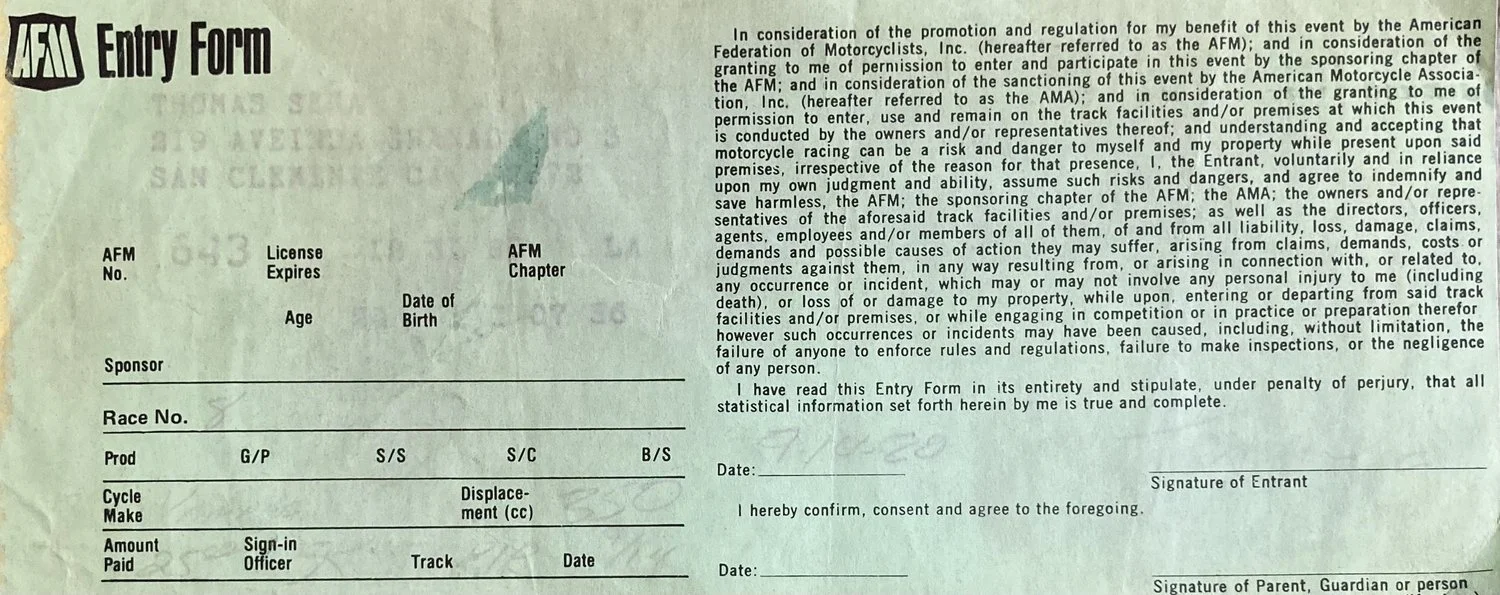 AFM Entry Form
THOMAS
219
SAN
AFM No. 643 License Expires AFM Chapter LA
Age Date of Birth
Sponsor
Race No. 8
Prod G/P S/S S/C B/S
Cycle Make Displace-ment (cc) 350
Amount Paid Sign-in Officer Track Date
In consideration of the promotion and regulation for my benefit of this event by the American
Federation of Motorcyclists, Inc. (hereafter referred to as the AFM); and in consideration of the
granting to me of permission to enter and participate in this event by the sponsoring chapter of
the AFM; and in consideration of the sanctioning of this event by the American Motorcycle Associa-
tion, Inc. (hereafter referred to as the AMA); and in consideration of the granting to me of
permission to enter, use and remain on the track facilities and/or premises at which this event
is conducted by the owners and/or representatives thereof; and understanding and accepting that
motorcycle racing can be a risk and danger to myself and my property while present upon said
premises, irrespective of the reason for that presence, I, the Entrant, voluntarily and in reliance
upon my own judgment and ability, assume such risks and dangers, and agree to indemnify and
save harmless, the AFM; the sponsoring chapter of the AFM; the AMA; the owners and/or repre-
sentatives of the aforesaid track facilities and/or premises; as well as the directors, officers,
agents, employees and/or members of all of them, of and from all liability, loss, damage, claims,
demands and possible causes of action they may suffer, arising from claims, demands, costs or
judgments against them, in any way resulting from, or arising in connection with, or related to,
any occurrence or incident, which may or may not involve any personal injury to me (including
death), or loss of or damage to my property, while upon, entering or departing from said track
facilities and/or premises, or while engaging in competition or in practice or preparation therefor
however such occurrences or incidents may have been caused, including, without limitation, the
failure of anyone to enforce rules and regulations, failure to make inspections, or the negligence
of any person.
I have read this Entry Form in its entirety and stipulate, under penalty of perjury, that all
statistical information set forth herein by me is true and complete.
Date:
Signature of Entrant
I hereby confirm, consent and agree to the foregoing.
Date:
Signature of Parent, Guardian or person